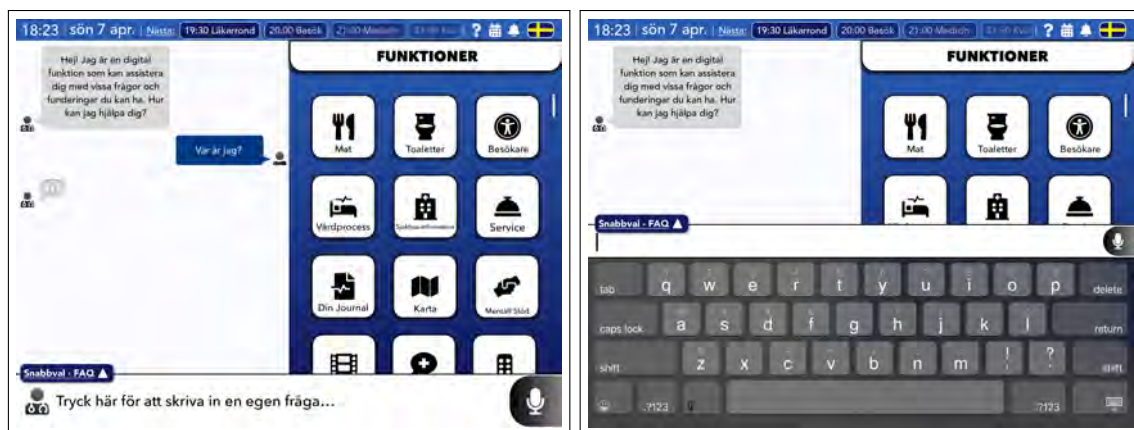 18:23 sön 7 apr. | Nästa: 19:30 Läkarrond 20:00 Besök 21:00 Medicin ?
FUNKTIONER
Hej! Jag är en digital
funktion som kan assistera
dig med vissa frågor och
funderingar du kan ha. Hur
kan jag hjälpa dig?
Var är jag?
Mat Toaletter Besökare
Vårdprocess Service
Din Journal Karta Mentalt Stöd
Snabbval - FAQ
Tryck här för att skriva in en egen fråga...
18:23 sön 7 apr. | Nästa: 19:30 Läkarrond 20:00 Besök 21:00 Medicin ?
FUNKTIONER
Hej! Jag är en digital
funktion som kan assistera
dig med vissa frågor och
funderingar du kan ha. Hur
kan jag hjälpa dig?
Mat Toaletter Besökare
Snabbval - FAQ
tab q w e r t y u i o p delete
caps lock a s d f g h j k l return
shift z x c v b n m ! ? shift
, .
.?123 .?123